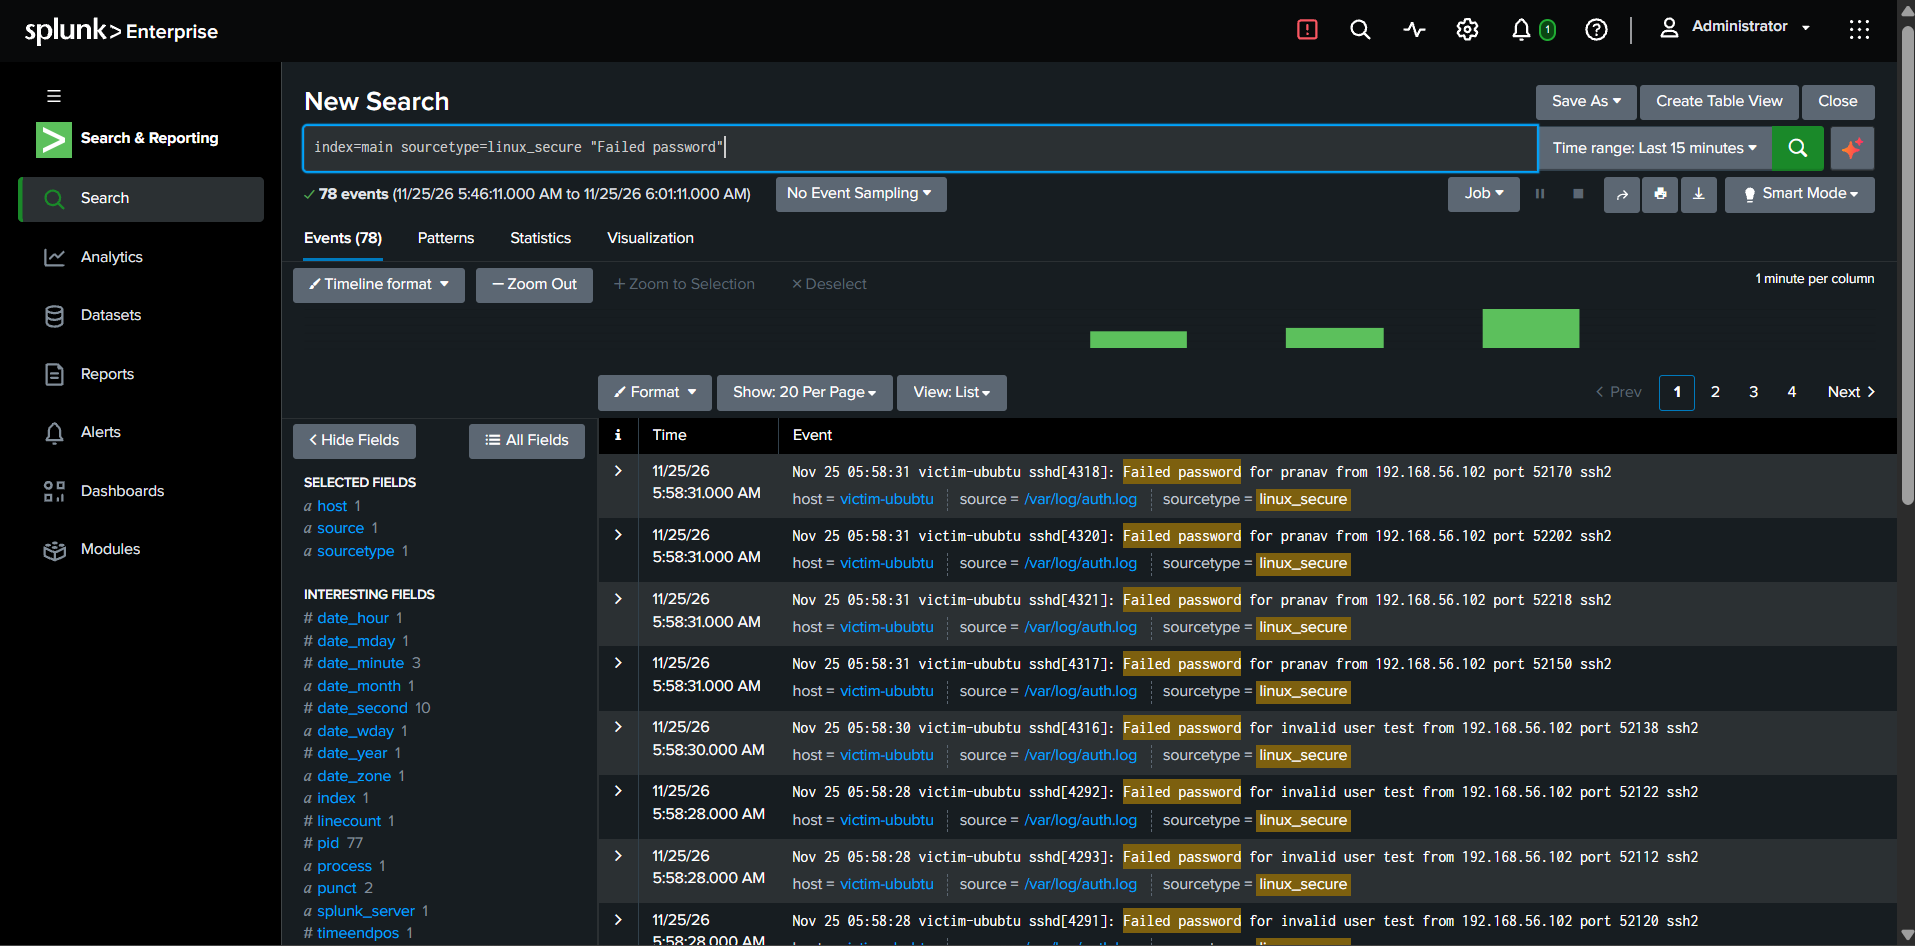 splunk> Enterprise
1
Administrator
Search & Reporting
Search
Analytics
Datasets
Reports
Alerts
Dashboards
Modules
New Search
Save As
Create Table View
Close
index=main sourcetype=linux_secure "Failed password"
Time range: Last 15 minutes
78 events (11/25/26 5:46:11.000 AM to 11/25/26 6:01:11.000 AM)
No Event Sampling
Job
Smart Mode
Events (78)
Patterns
Statistics
Visualization
Timeline format
Zoom Out
+ Zoom to Selection
× Deselect
1 minute per column
Format
Show: 20 Per Page
View: List
< Prev
1
2
3
4
Next >
< Hide Fields
All Fields
SELECTED FIELDS
a host 1
a source 1
a sourcetype 1
INTERESTING FIELDS
# date_hour 1
# date_mday 1
# date_minute 3
a date_month 1
# date_second 10
a date_wday 1
# date_year 1
a date_zone 1
a index 1
# linecount 1
# pid 77
a process 1
a punct 2
a splunk_server 1
# timeendpos 1
i
Time
Event
11/25/26
5:58:31.000 AM
Nov 25 05:58:31 victim-ububtu sshd[4318]: Failed password for pranav from 192.168.56.102 port 52170 ssh2
host = victim-ububtu source = /var/log/auth.log sourcetype = linux_secure
11/25/26
5:58:31.000 AM
Nov 25 05:58:31 victim-ububtu sshd[4320]: Failed password for pranav from 192.168.56.102 port 52202 ssh2
host = victim-ububtu source = /var/log/auth.log sourcetype = linux_secure
11/25/26
5:58:31.000 AM
Nov 25 05:58:31 victim-ububtu sshd[4321]: Failed password for pranav from 192.168.56.102 port 52218 ssh2
host = victim-ububtu source = /var/log/auth.log sourcetype = linux_secure
11/25/26
5:58:31.000 AM
Nov 25 05:58:31 victim-ububtu sshd[4317]: Failed password for pranav from 192.168.56.102 port 52150 ssh2
host = victim-ububtu source = /var/log/auth.log sourcetype = linux_secure
11/25/26
5:58:30.000 AM
Nov 25 05:58:30 victim-ububtu sshd[4316]: Failed password for invalid user test from 192.168.56.102 port 52138 ssh2
host = victim-ububtu source = /var/log/auth.log sourcetype = linux_secure
11/25/26
5:58:28.000 AM
Nov 25 05:58:28 victim-ububtu sshd[4292]: Failed password for invalid user test from 192.168.56.102 port 52122 ssh2
host = victim-ububtu source = /var/log/auth.log sourcetype = linux_secure
11/25/26
5:58:28.000 AM
Nov 25 05:58:28 victim-ububtu sshd[4293]: Failed password for invalid user test from 192.168.56.102 port 52112 ssh2
host = victim-ububtu source = /var/log/auth.log sourcetype = linux_secure
11/25/26
5:58:28.000 AM
Nov 25 05:58:28 victim-ububtu sshd[4291]: Failed password for invalid user test from 192.168.56.102 port 52120 ssh2